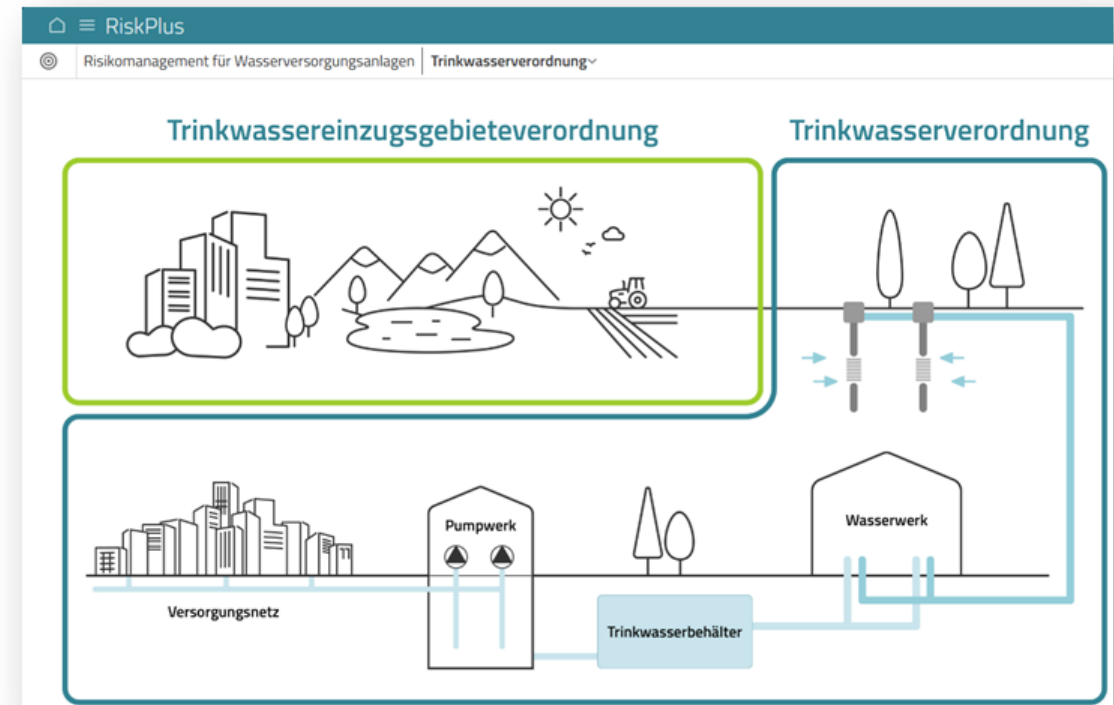 RiskPlus
Risikomanagement für Wasserversorgungsanlagen Trinkwasserverordnung
Trinkwassereinzugsgebieteverordnung Trinkwasserverordnung
Pumpwerk
Wasserwerk
Versorgungsnetz
Trinkwasserbehälter